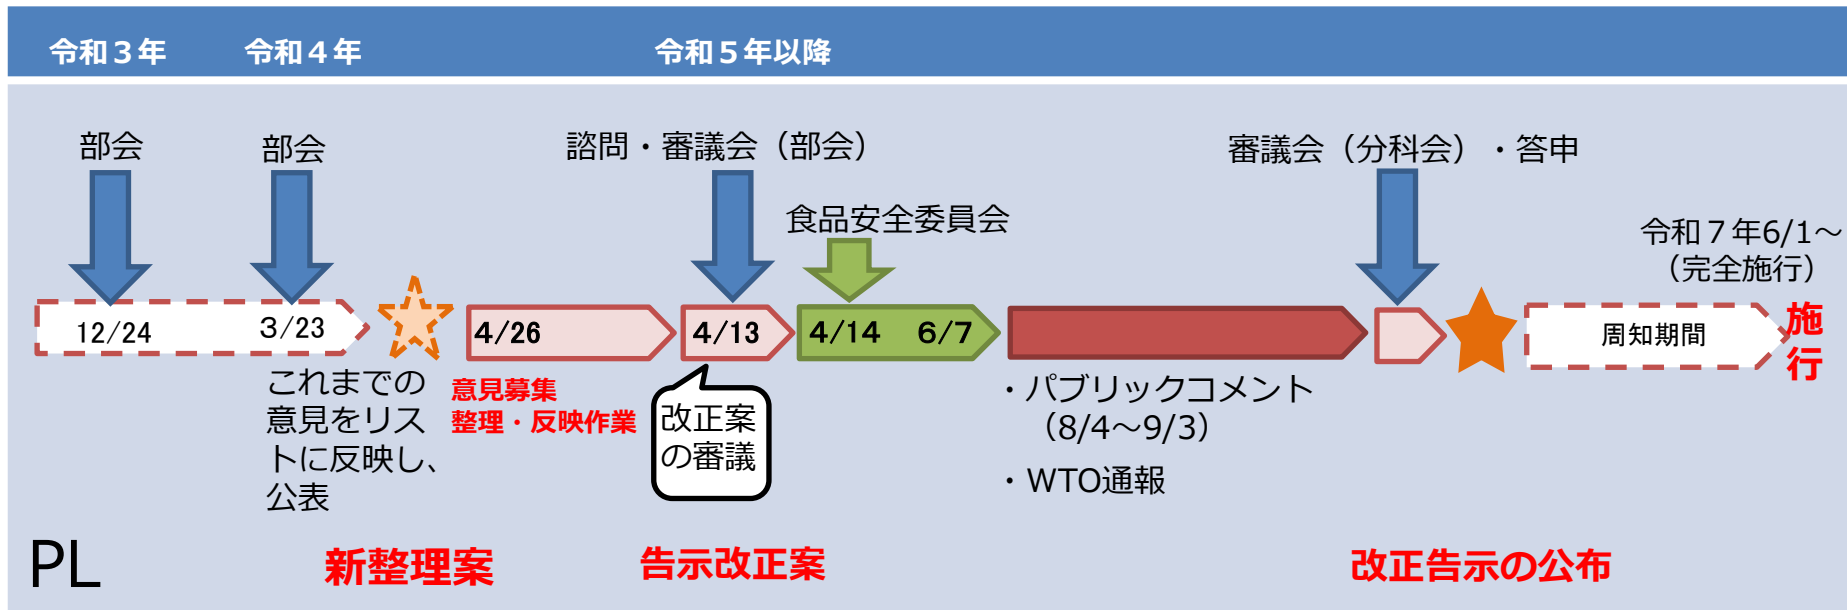 令和３年
令和４年
令和５年以降
部会
部会
諮問・審議会（部会）
審議会（分科会）・答申
食品安全委員会
令和７年6/1～
（完全施行）
12/24
3/23
4/26
4/13
4/14
6/7
周知期間
施
行
これまでの
意見をリス
トに反映し、
公表
意見募集
整理・反映作業
改正案
の審議
・パブリックコメント
（8/4～9/3）
・WTO通報
PL
新整理案
告示改正案
改正告示の公布